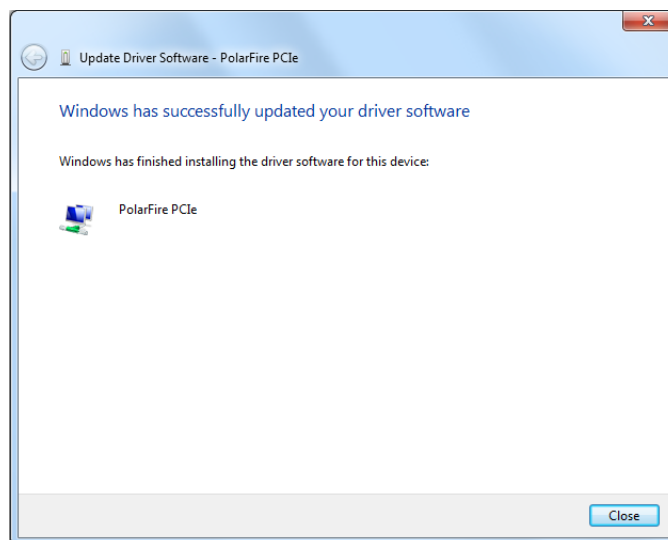 Update Driver Software - PolarFire PCIe
Windows has successfully updated your driver software
Windows has finished installing the driver software for this device:
PolarFire PCIe
Close